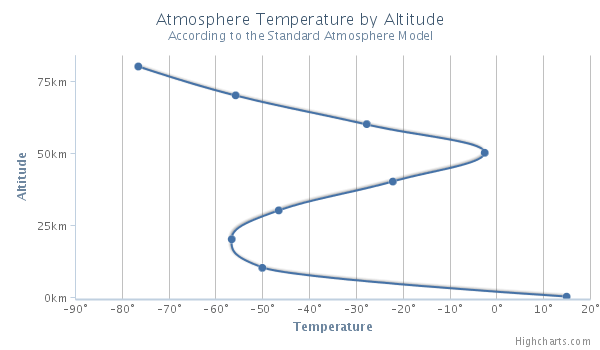 Atmosphere Temperature by Altitude
According to the Standard Atmosphere Model
75km
50km
25km
0km
Altitude
-90° -80° -70° -60° -50° -40° -30° -20° -10° 0° 10° 20°
Temperature
Highcharts.com